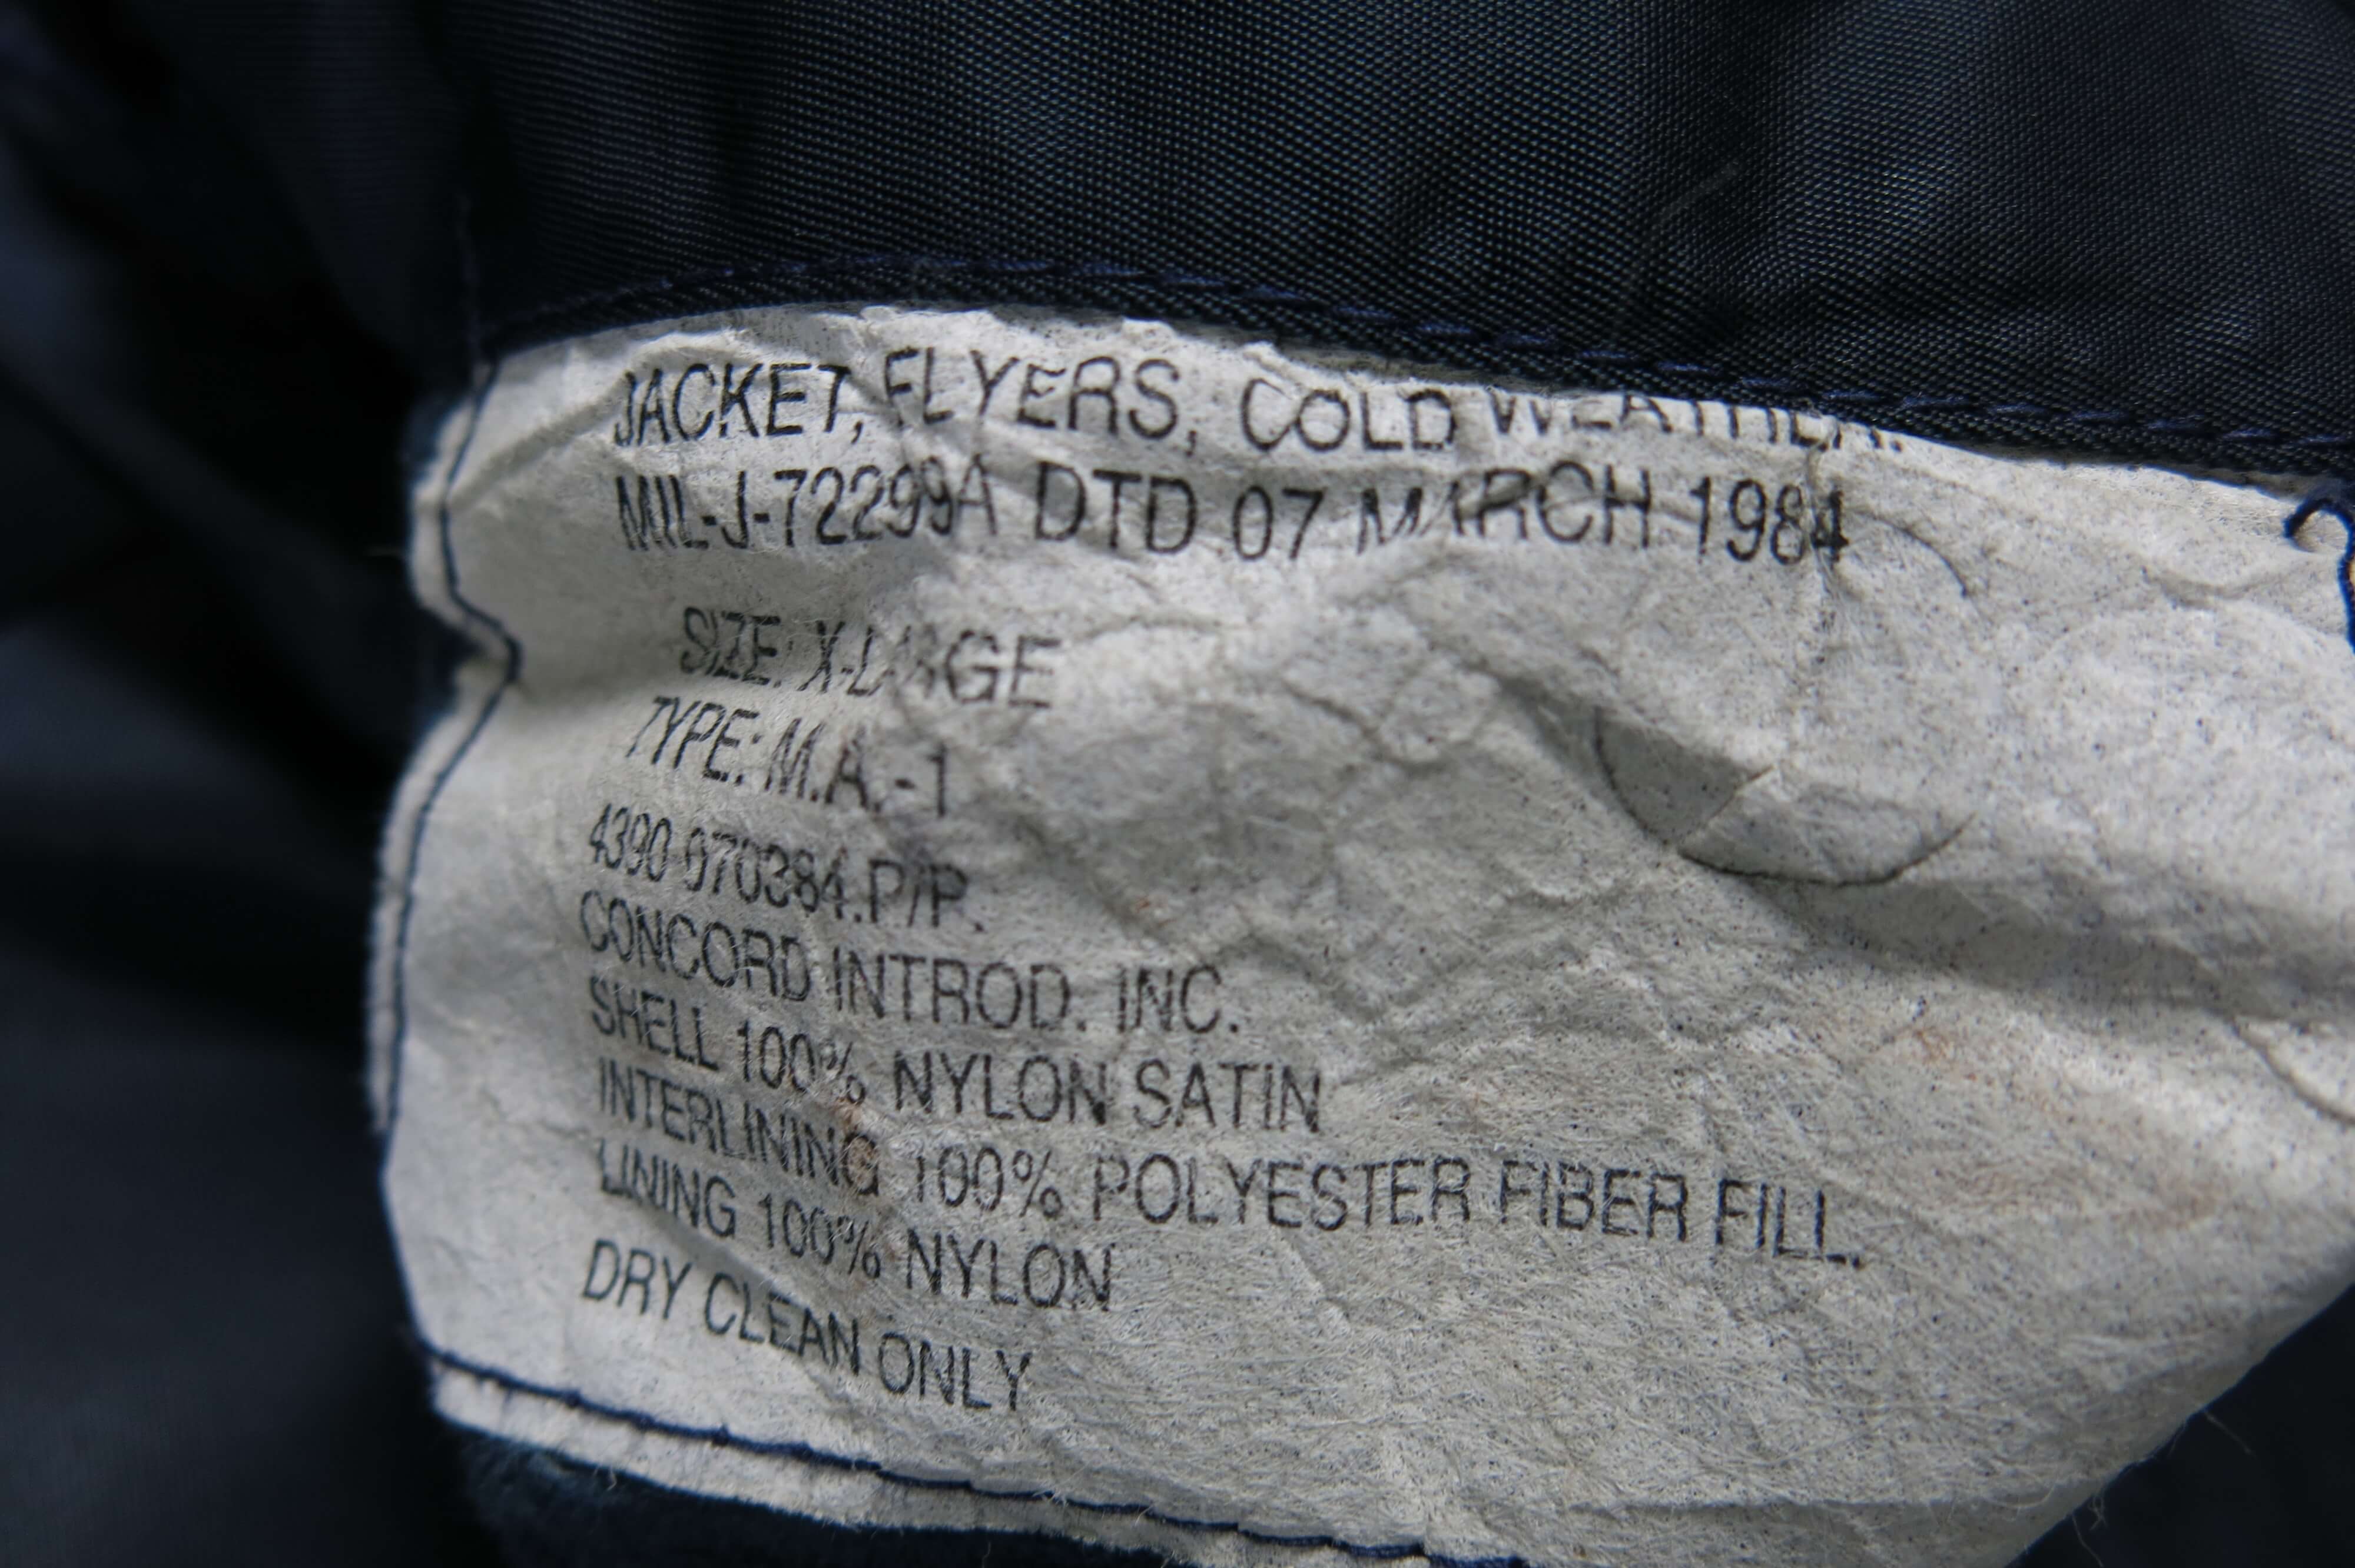 JACKET, FLYERS, COLD WEATHER.
MIL-J-72299A DTD 07 MARCH 1984
SIZE: X-LARGE
TYPE: M.A.-1
4390-070384.P/P.
CONCORD INTROD. INC.
SHELL 100% NYLON SATIN
INTERLINING 100% POLYESTER FIBER FILL.
LINING 100% NYLON
DRY CLEAN ONLY